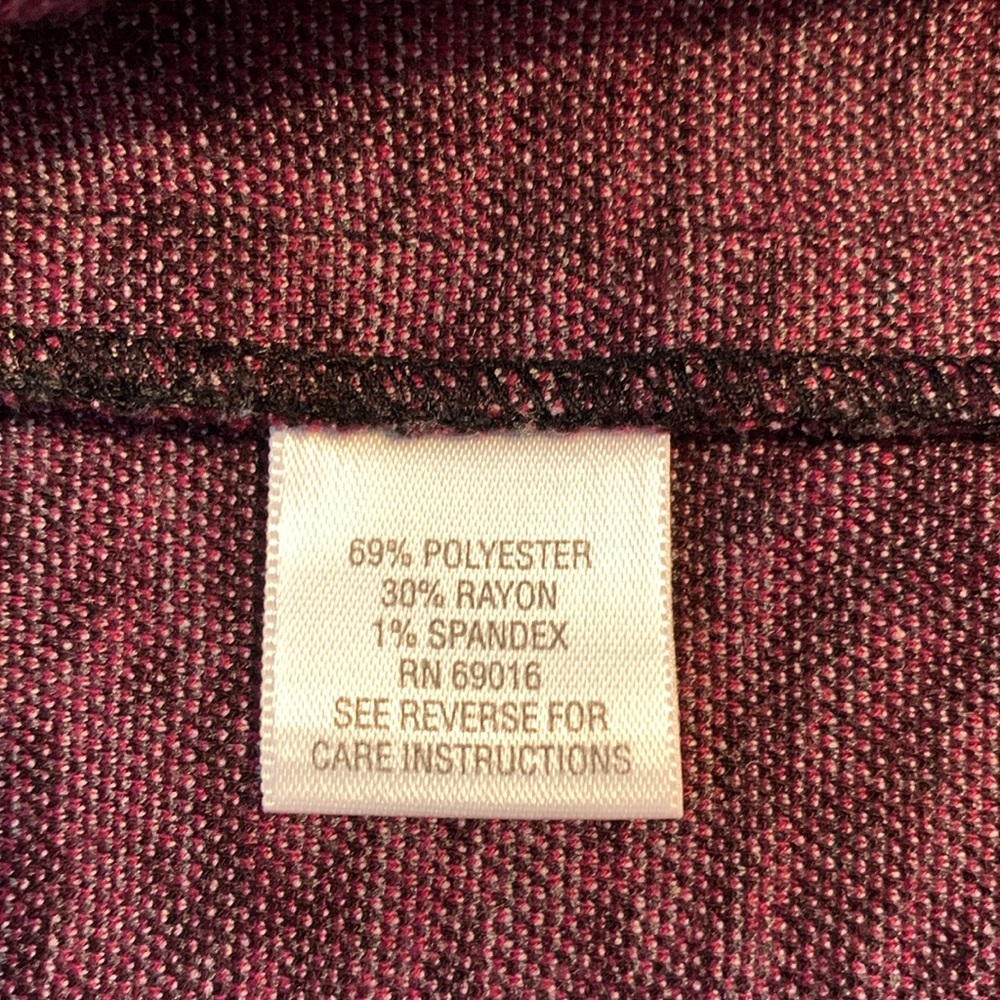 69% POLYESTER
30% RAYON
1% SPANDEX
RN 69016
SEE REVERSE FOR
CARE INSTRUCTIONS